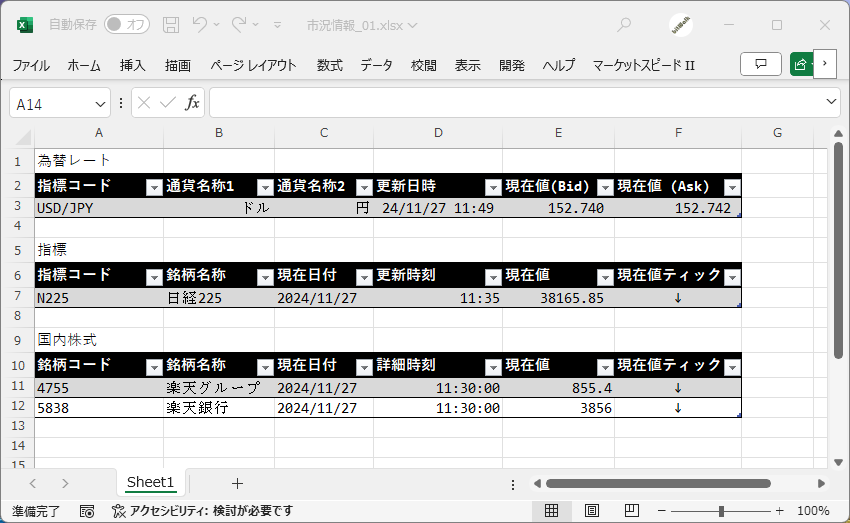 自動保存 オフ 市況情報_01.xlsx
ファイル ホーム 挿入 描画 ページ レイアウト 数式 データ 校閲 表示 開発 ヘルプ マーケットスピード II
A14 fx
A B C D E F G
1 為替レート
2 指標コード 通貨名称1 通貨名称2 更新日時 現在値(Bid) 現在値 (Ask)
3 USD/JPY ドル 円 24/11/27 11:49 152.740 152.742
4
5 指標
6 指標コード 銘柄名称 現在日付 更新時刻 現在値 現在値ティック
7 N225 日経225 2024/11/27 11:35 38165.85 ↓
8
9 国内株式
10 銘柄コード 銘柄名称 現在日付 詳細時刻 現在値 現在値ティック
11 4755 楽天グループ 2024/11/27 11:30:00 855.4 ↓
12 5838 楽天銀行 2024/11/27 11:30:00 3856 ↓
13
14
15
Sheet1
準備完了 アクセシビリティ: 検討が必要です 100%